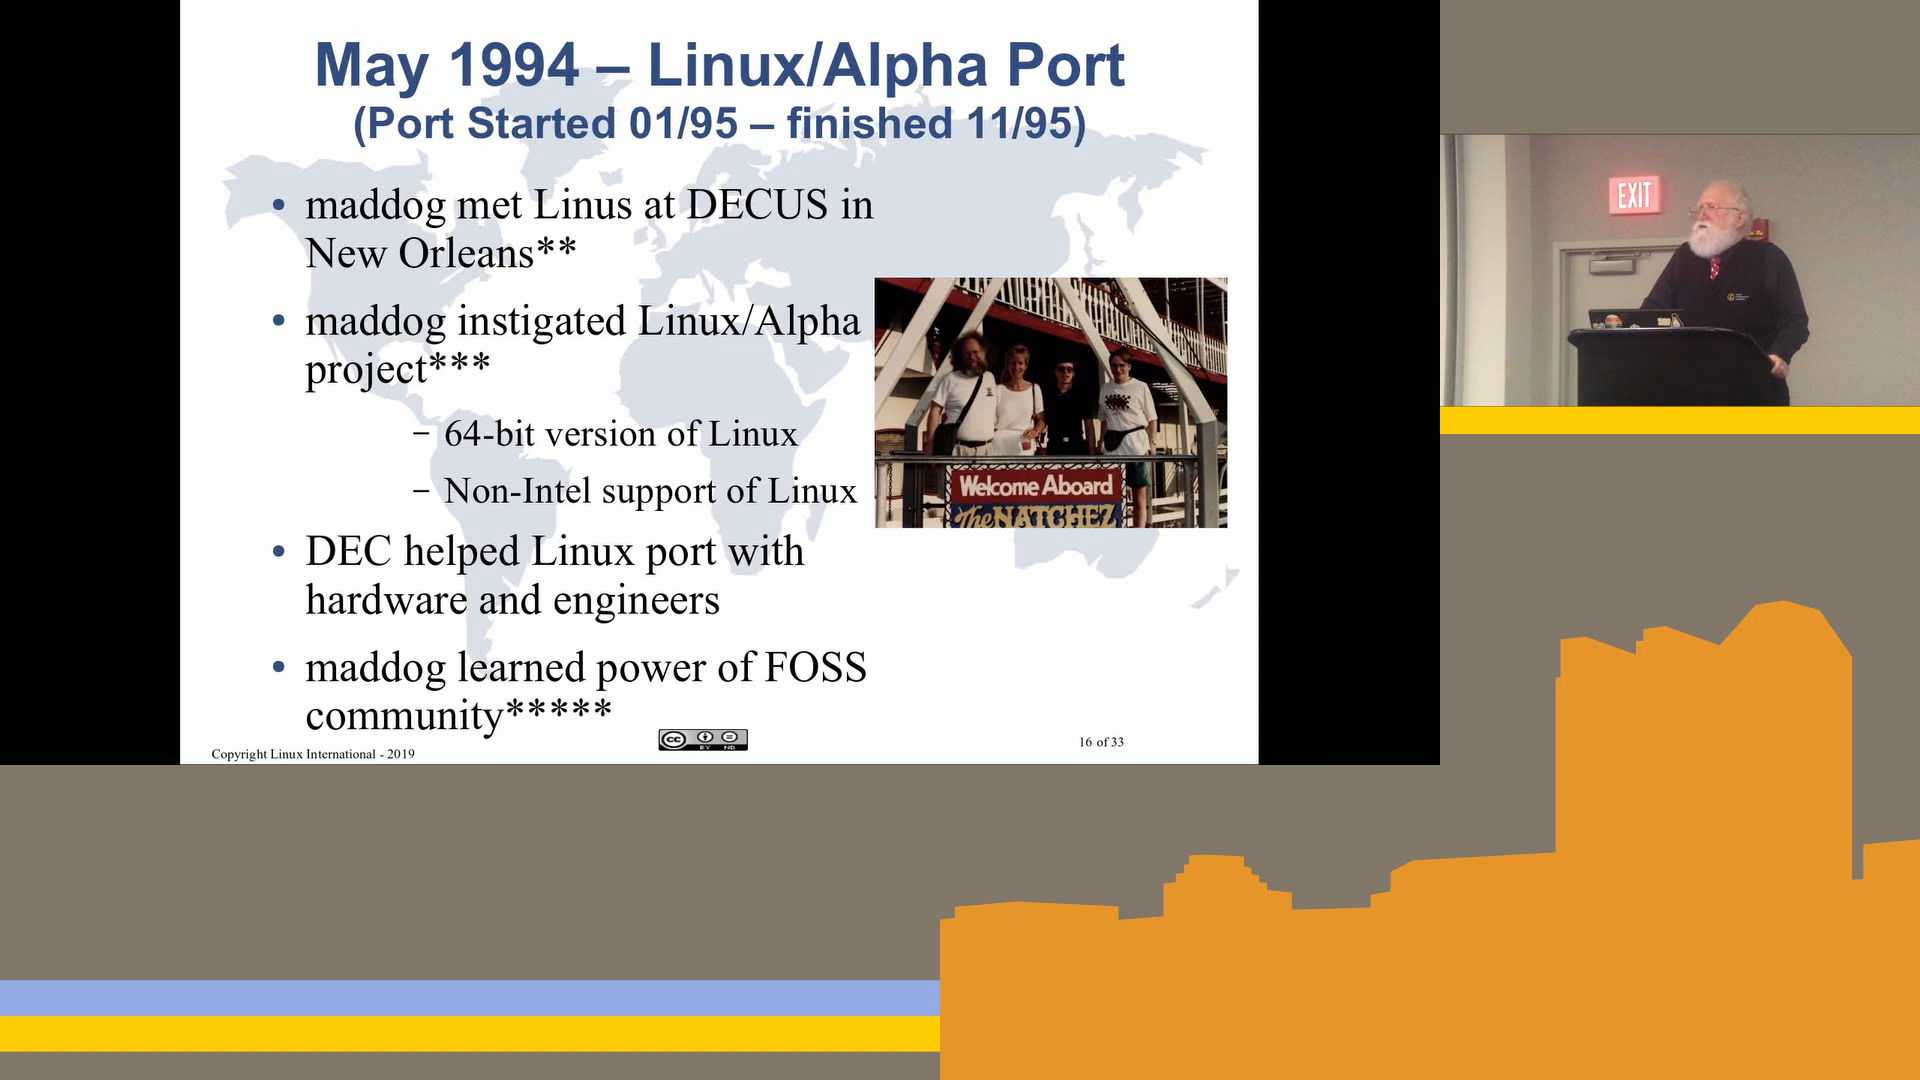 May 1994 – Linux/Alpha Port
(Port Started 01/95 – finished 11/95)
• maddog met Linus at DECUS in
New Orleans**
• maddog instigated Linux/Alpha
project***
– 64-bit version of Linux
– Non-Intel support of Linux
• DEC helped Linux port with
hardware and engineers
• maddog learned power of FOSS
community*****
Welcome Aboard
The NATCHEZ
Copyright Linux International - 2019
cc
BY ND
16 of 33
EXIT